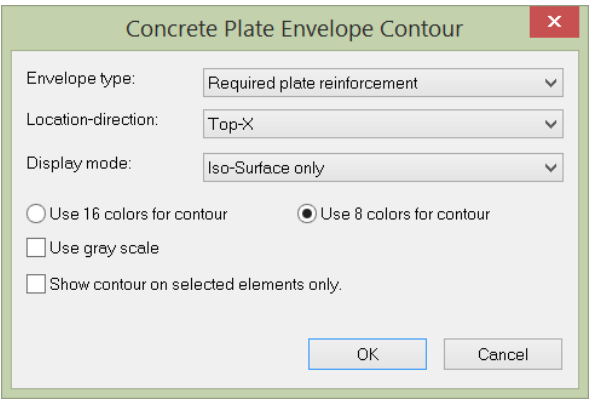 Concrete Plate Envelope Contour
x
Envelope type: Required plate reinforcement
Location-direction: Top-X
Display mode: Iso-Surface only
Use 16 colors for contour Use 8 colors for contour
Use gray scale
Show contour on selected elements only.
OK Cancel